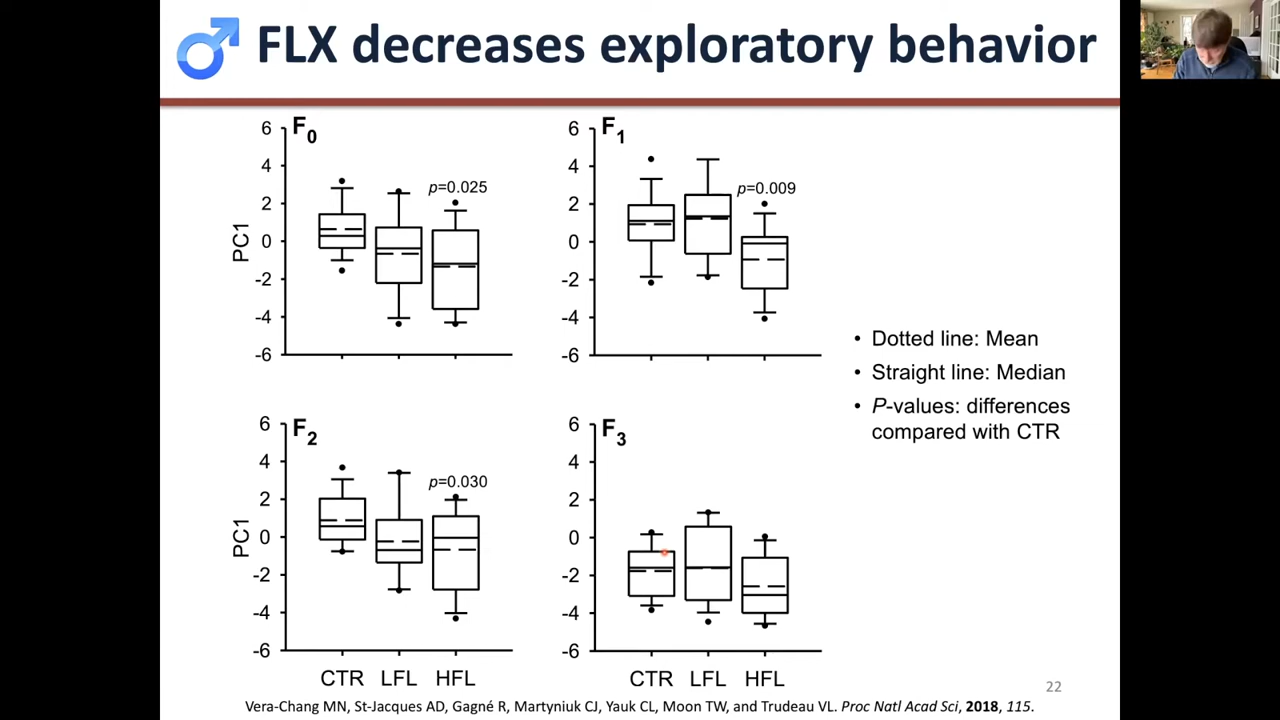 FLX decreases exploratory behavior
F0
6
4
2
0
-2
-4
-6
PC1
p=0.025
F1
6
4
2
0
-2
-4
-6
p=0.009
• Dotted line: Mean
• Straight line: Median
• P-values: differences
compared with CTR
F2
6
4
2
0
-2
-4
-6
PC1
p=0.030
CTR LFL HFL
F3
6
4
2
0
-2
-4
-6
CTR LFL HFL
22
Vera-Chang MN, St-Jacques AD, Gagné R, Martyniuk CJ, Yauk CL, Moon TW, and Trudeau VL. Proc Natl Acad Sci, 2018, 115.